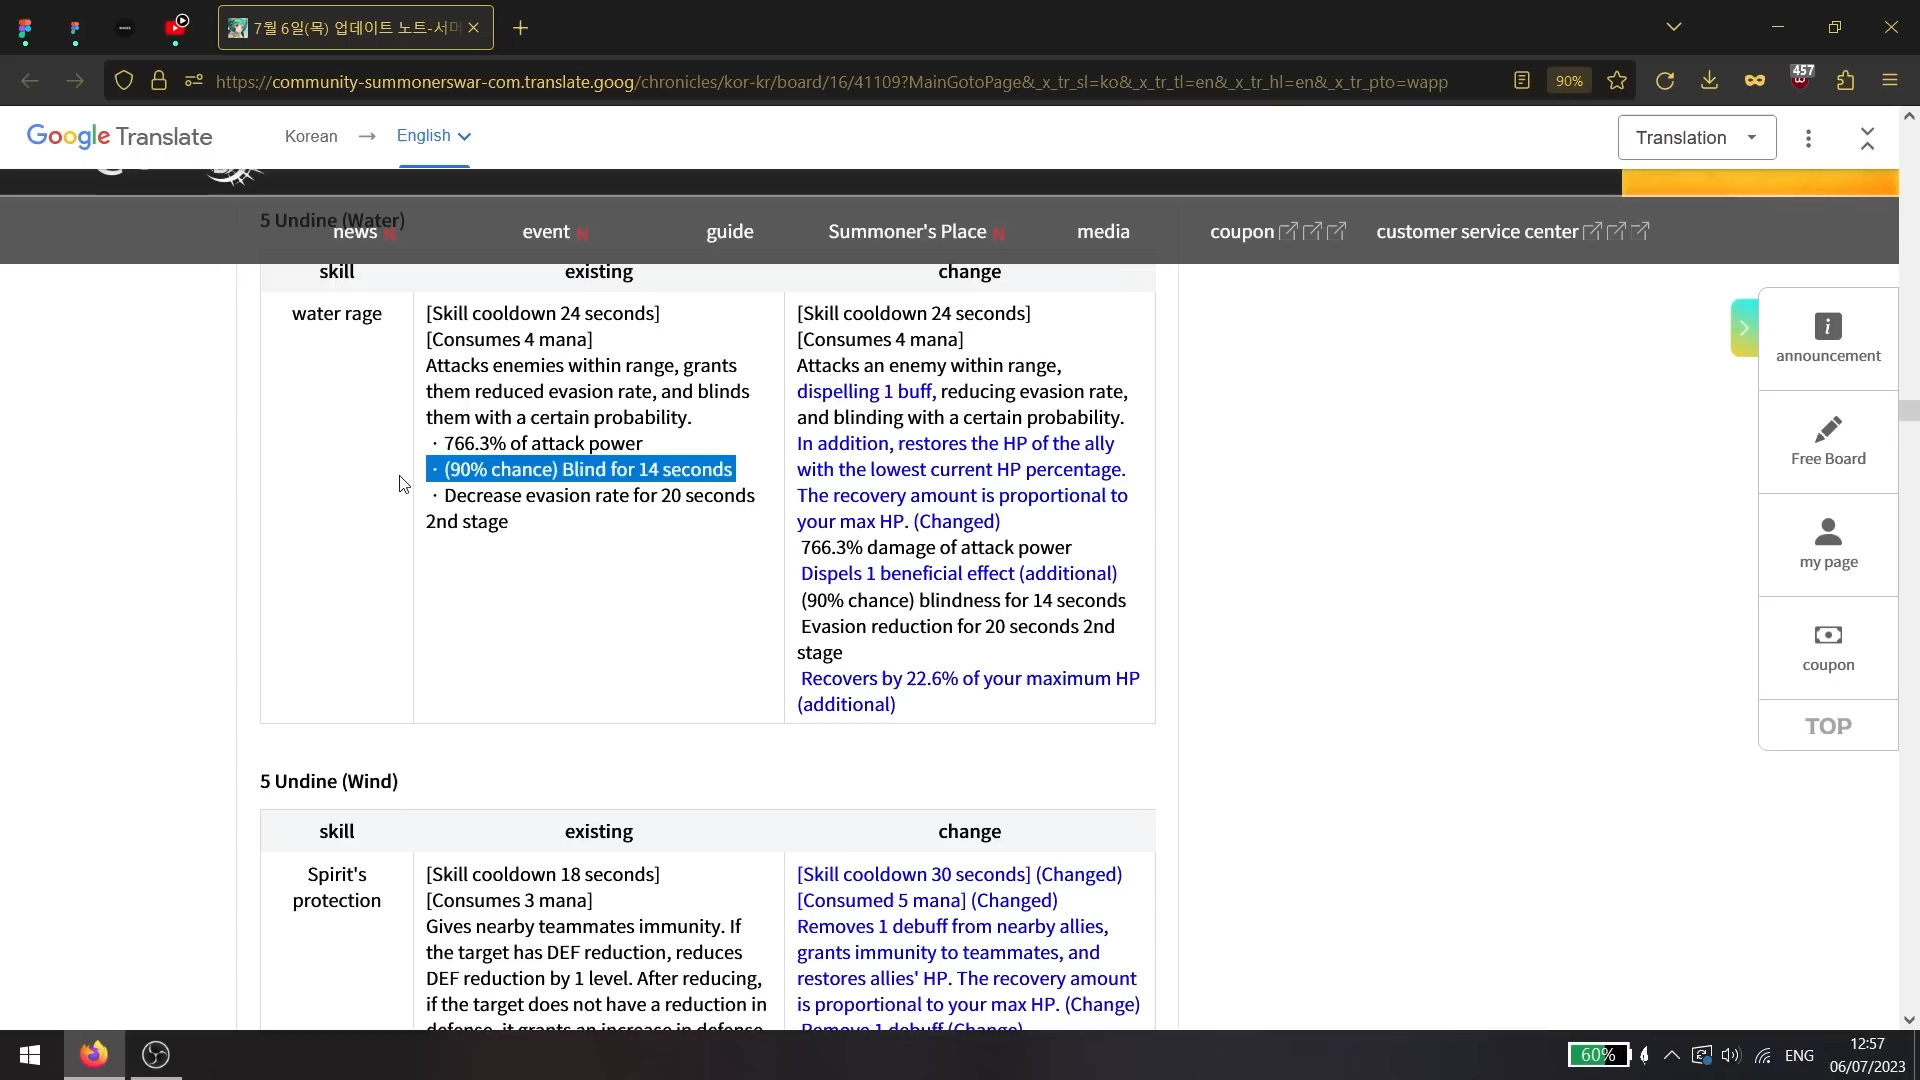 7월 6일(목) 업데이트 노트-서머
https://community-summonerswar-com.translate.goog/chronicles/kor-kr/board/16/41109?MainGotoPage&_x_tr_sl=ko&_x_tr_tl=en&_x_tr_hl=en&_x_tr_pto=wapp
90%
457
Google Translate
Korean → English
Translation
5 Undine (Water)
news N
event N
guide
Summoner's Place N
media
coupon
customer service center
skill existing change
water rage
[Skill cooldown 24 seconds]
[Consumes 4 mana]
Attacks enemies within range, grants
them reduced evasion rate, and blinds
them with a certain probability.
· 766.3% of attack power
· (90% chance) Blind for 14 seconds
· Decrease evasion rate for 20 seconds
2nd stage
[Skill cooldown 24 seconds]
[Consumes 4 mana]
Attacks an enemy within range,
dispelling 1 buff, reducing evasion rate,
and blinding with a certain probability.
In addition, restores the HP of the ally
with the lowest current HP percentage.
The recovery amount is proportional to
your max HP. (Changed)
766.3% damage of attack power
Dispels 1 beneficial effect (additional)
(90% chance) blindness for 14 seconds
Evasion reduction for 20 seconds 2nd
stage
Recovers by 22.6% of your maximum HP
(additional)
5 Undine (Wind)
skill existing change
Spirit's
protection
[Skill cooldown 18 seconds]
[Consumes 3 mana]
Gives nearby teammates immunity. If
the target has DEF reduction, reduces
DEF reduction by 1 level. After reducing,
if the target does not have a reduction in
defense, it grants an increase in defense
[Skill cooldown 30 seconds] (Changed)
[Consumed 5 mana] (Changed)
Removes 1 debuff from nearby allies,
grants immunity to teammates, and
restores allies' HP. The recovery amount
is proportional to your max HP. (Change)
Remove 1 debuff (Change)
announcement
Free Board
my page
coupon
TOP
60%
ENG
12:57
06/07/2023